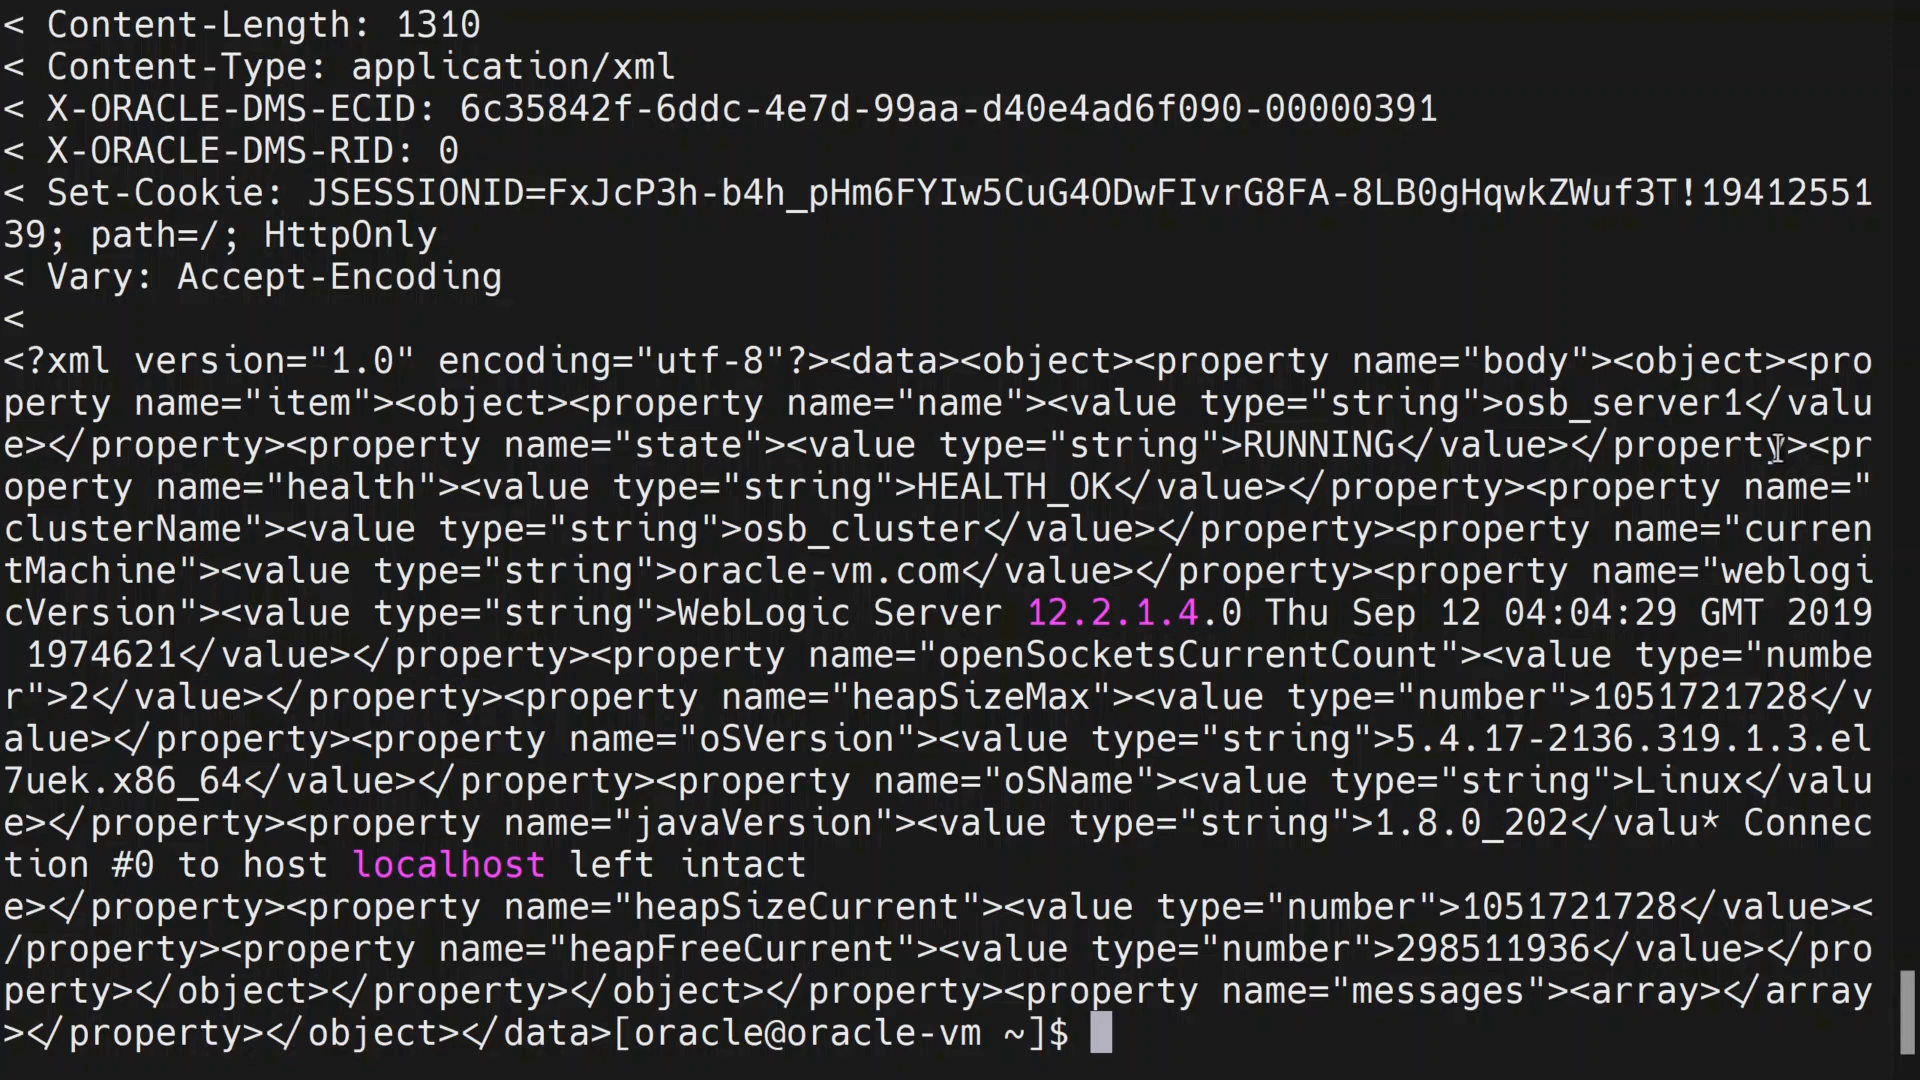 < Content-Length: 1310
< Content-Type: application/xml
< X-ORACLE-DMS-ECID: 6c35842f-6ddc-4e7d-99aa-d40e4ad6f090-00000391
< X-ORACLE-DMS-RID: 0
< Set-Cookie: JSESSIONID=FxJcP3h-b4h_pHm6FYIw5CuG4ODwFIvrG8FA-8LB0gHqwkZWuf3T!19412551
39; path=/; HttpOnly
< Vary: Accept-Encoding
<
<?xml version="1.0" encoding="utf-8"?><data><object><property name="body"><object><pro
perty name="item"><object><property name="name"><value type="string">osb_server1</valu
e></property><property name="state"><value type="string">RUNNING</value></property><pr
operty name="health"><value type="string">HEALTH_OK</value></property><property name="
clusterName"><value type="string">osb_cluster</value></property><property name="curren
tMachine"><value type="string">oracle-vm.com</value></property><property name="weblogi
cVersion"><value type="string">WebLogic Server 12.2.1.4.0 Thu Sep 12 04:04:29 GMT 2019
 1974621</value></property><property name="openSocketsCurrentCount"><value type="numbe
r">2</value></property><property name="heapSizeMax"><value type="number">1051721728</v
alue></property><property name="oSVersion"><value type="string">5.4.17-2136.319.1.3.el
7uek.x86_64</value></property><property name="oSName"><value type="string">Linux</valu
e></property><property name="javaVersion"><value type="string">1.8.0_202</valu* Connec
tion #0 to host localhost left intact
e></property><property name="heapSizeCurrent"><value type="number">1051721728</value><
/property><property name="heapFreeCurrent"><value type="number">298511936</value></pro
perty></object></property></object></property><property name="messages"><array></array
></property></object></data>[oracle@oracle-vm ~]$